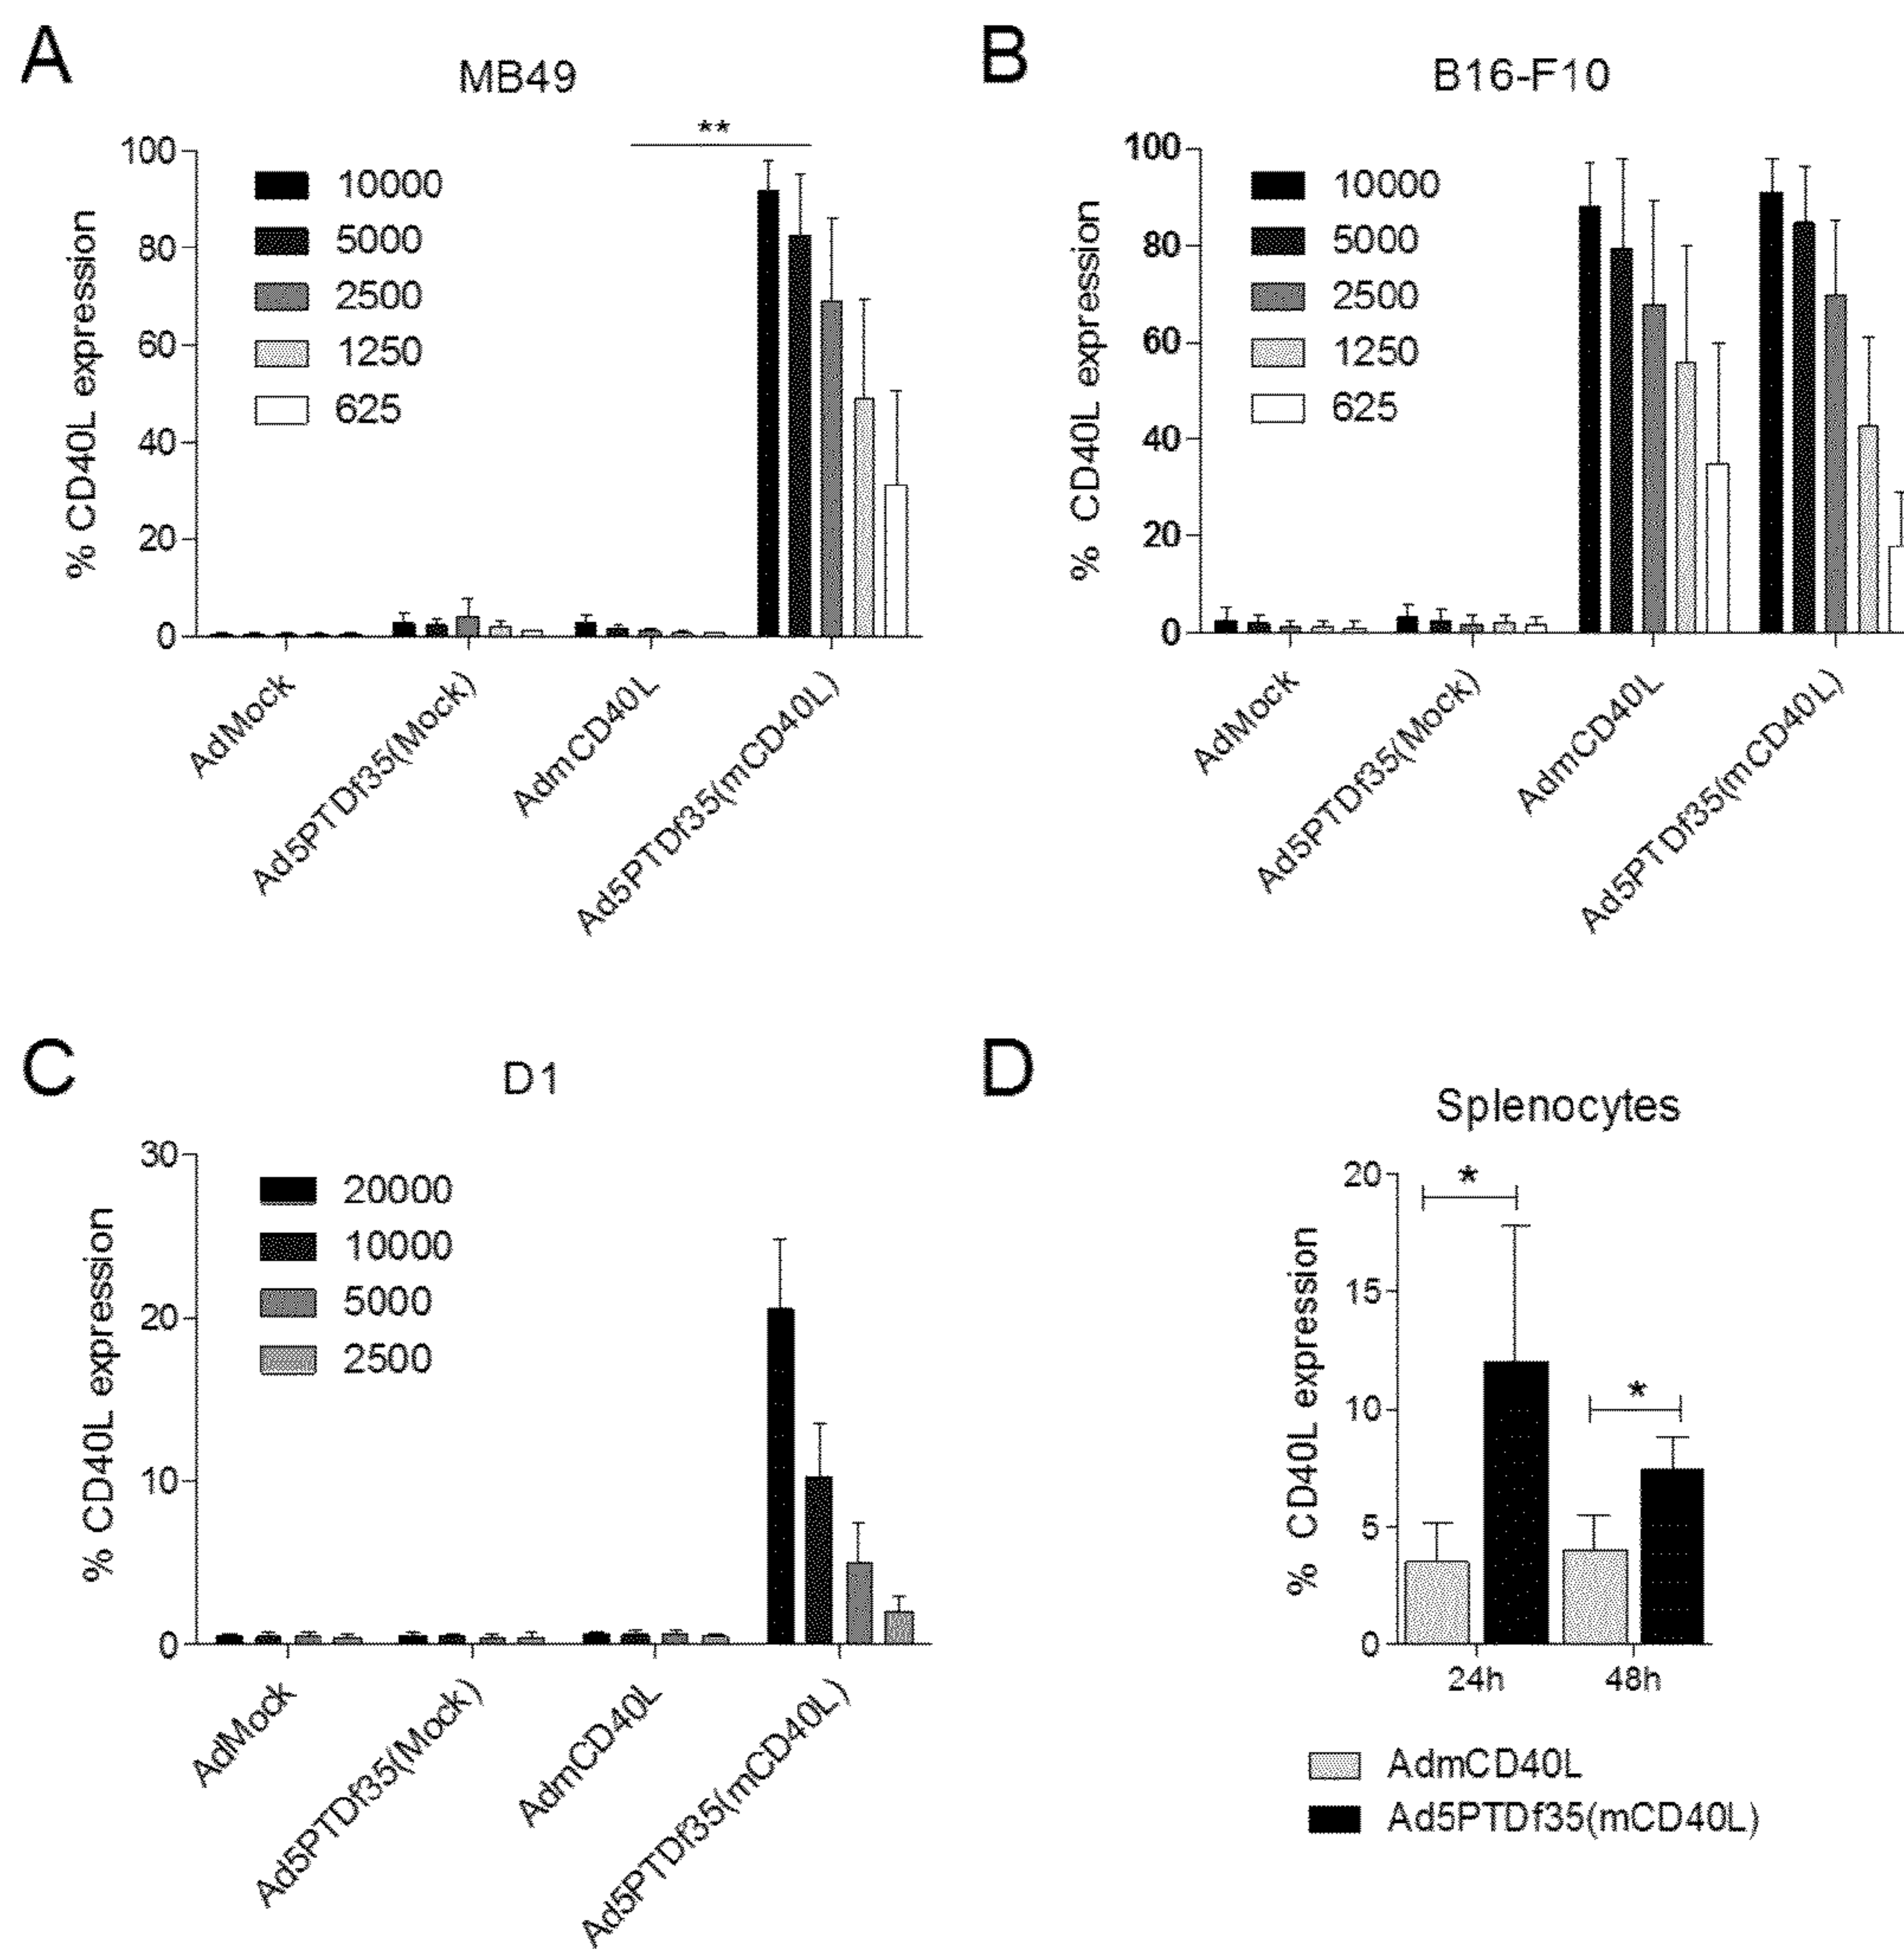 A
MB49
**
% CD40L expression
100
80
60
40
20
0
10000
5000
2500
1250
625
AdMock
Ad5PTDf35(Mock)
AdmCD40L
Ad5PTDf35(mCD40L)
B
B16-F10
% CD40L expression
100
80
60
40
20
0
10000
5000
2500
1250
625
AdMock
Ad5PTDf35(Mock)
AdmCD40L
Ad5PTDf35(mCD40L)
C
D1
% CD40L expression
30
20
10
0
20000
10000
5000
2500
AdMock
Ad5PTDf35(Mock)
AdmCD40L
Ad5PTDf35(mCD40L)
D
Splenocytes
% CD40L expression
20
15
10
5
0
*
*
24h 48h
AdmCD40L
Ad5PTDf35(mCD40L)